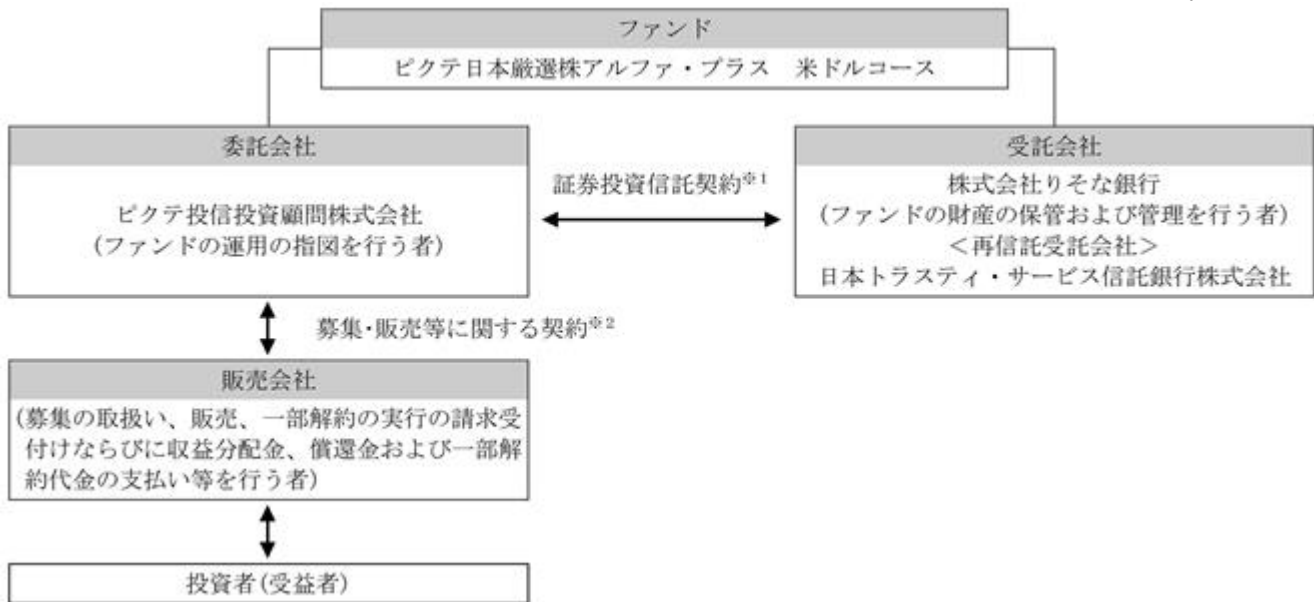 ファンド
ピクテ日本厳選株アルファ・プラス　米ドルコース
委託会社
ピクテ投信投資顧問株式会社
(ファンドの運用の指図を行う者)
証券投資信託契約※1
受託会社
株式会社りそな銀行
(ファンドの財産の保管および管理を行う者)
＜再信託受託会社＞
日本トラスティ・サービス信託銀行株式会社
募集･販売等に関する契約※2
販売会社
(募集の取扱い、販売、一部解約の実行の請求受
付けならびに収益分配金、償還金および一部解
約代金の支払い等を行う者)
投資者(受益者)